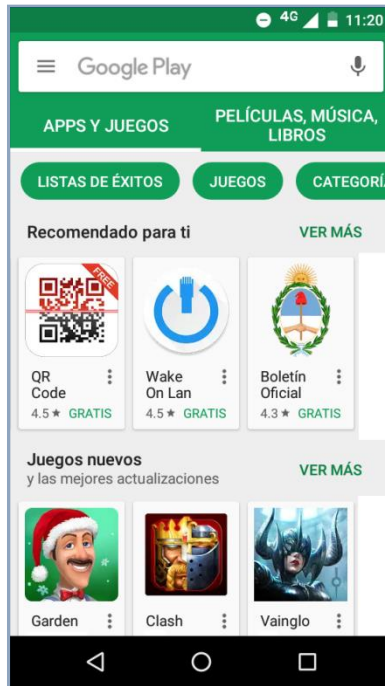 4G 11:20
Google Play
APPS Y JUEGOS
PELÍCULAS, MÚSICA,
LIBROS
LISTAS DE ÉXITOS JUEGOS CATEGORÍ
Recomendado para ti VER MÁS
FREE
QR
Code
4.5 ★ GRATIS
Wake
On Lan
4.5 ★ GRATIS
Boletín
Oficial
4.3 ★ GRATIS
Juegos nuevos
y las mejores actualizaciones
VER MÁS
Garden Clash Vainglo